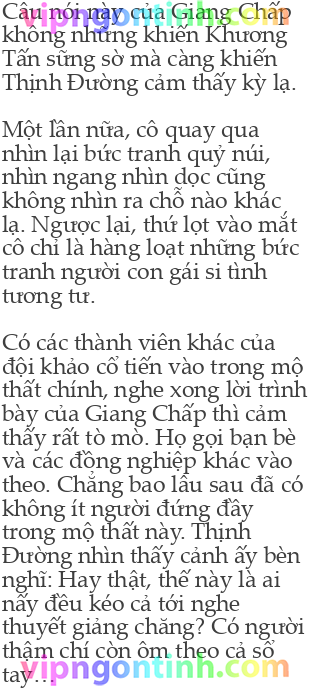 Câu nói này của Giang Chấp
vipngontinh.com
không những khiến Khương
Tấn sững sờ mà càng khiến
Thịnh Đường cảm thấy kỳ lạ.
Một lần nữa, cô quay qua
nhìn lại bức tranh quỷ núi,
nhìn ngang nhìn dọc cũng
không nhìn ra chỗ nào khác
lạ. Ngược lại, thứ lọt vào mắt
cô chỉ là hàng loạt những bức
tranh người con gái si tình
tương tư.
Có các thành viên khác của
đội khảo cổ tiến vào trong mộ
thất chính, nghe xong lời trình
bày của Giang Chấp thì cảm
thấy rất tò mò. Họ gọi bạn bè
và các đồng nghiệp khác vào
theo. Chẳng bao lâu sau đã có
không ít người đứng đầy
trong mộ thất này. Thịnh
Đường nhìn thấy cảnh ấy bèn
nghĩ: Hay thật, thế này là ai
nấy đều kéo cả tới nghe
thuyết giảng chăng? Có người
thậm chí còn ôm theo cả sổ
tay...
vipngontinh.com